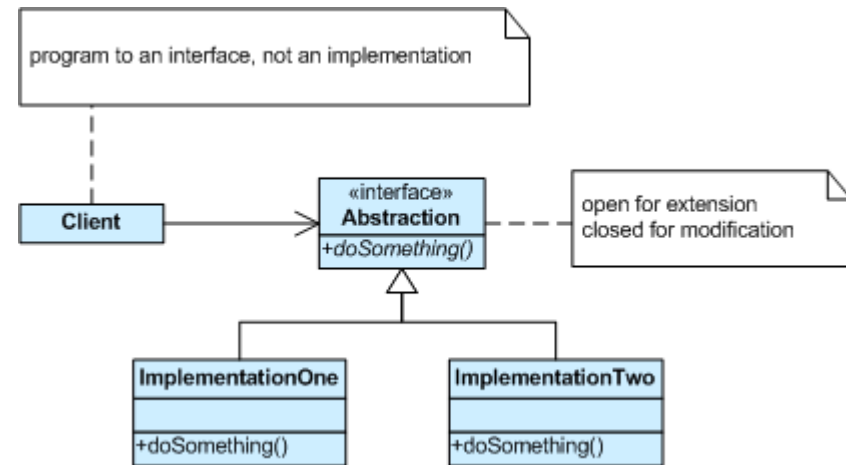 program to an interface, not an implementation
Client
«interface»
Abstraction
+doSomething()
open for extension
closed for modification
ImplementationOne
+doSomething()
ImplementationTwo
+doSomething()